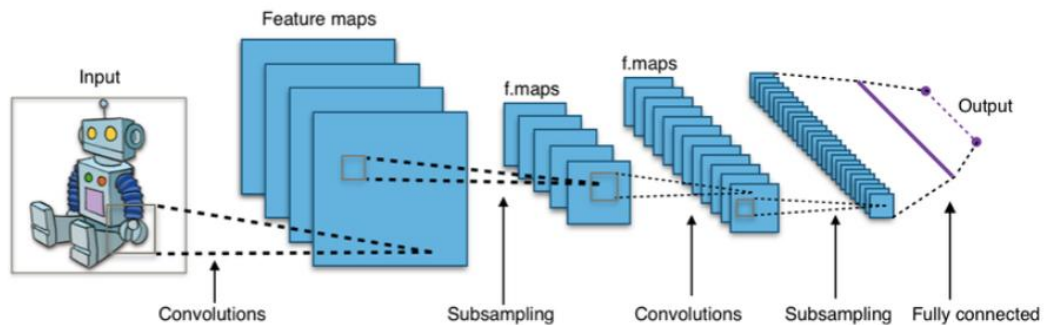 Feature maps
Input
f.maps
f.maps
Output
Convolutions
Subsampling
Convolutions
Subsampling
Fully connected